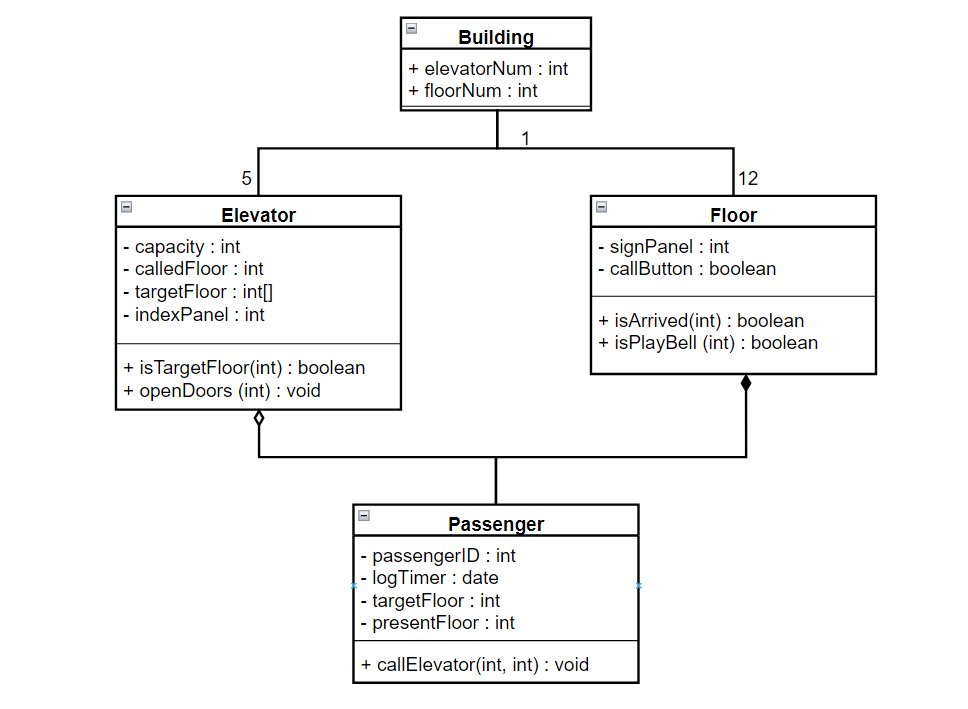 Building
+ elevatorNum : int
+ floorNum : int
1
5
12
Elevator
- capacity : int
- calledFloor : int
- targetFloor : int[]
- indexPanel : int
+ isTargetFloor(int) : boolean
+ openDoors (int) : void
Floor
- signPanel : int
- callButton : boolean
+ isArrived(int) : boolean
+ isPlayBell (int) : boolean
Passenger
- passengerID : int
- logTimer : date
- targetFloor : int
- presentFloor : int
+ callElevator(int, int) : void